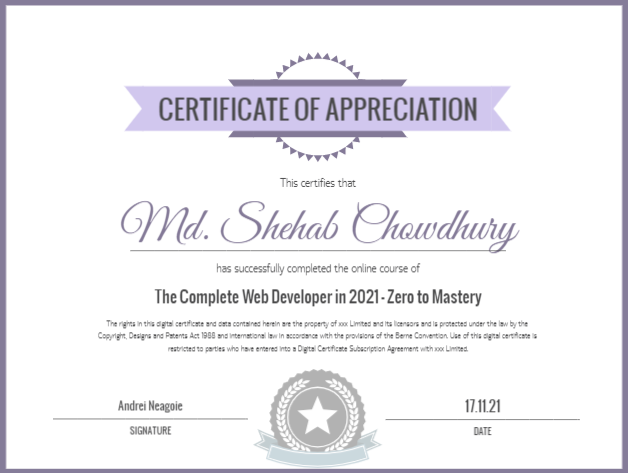 CERTIFICATE OF APPRECIATION
This certifies that
Md. Shehab Chowdhury
has successfully completed the online course of
The Complete Web Developer in 2021 - Zero to Mastery
The rights in this digital certificate and data contained herein are the property of xxx Limited and its licensors and is protected under the law by the
Copyright, Designs and Patents Act 1988 and international law in accordance with the provisions of the Berne Convention. Use of this digital certificate is
restricted to parties who have entered into a Digital Certificate Subscription Agreement with xxx Limited.
Andrei Neagoie
SIGNATURE
17.11.21
DATE